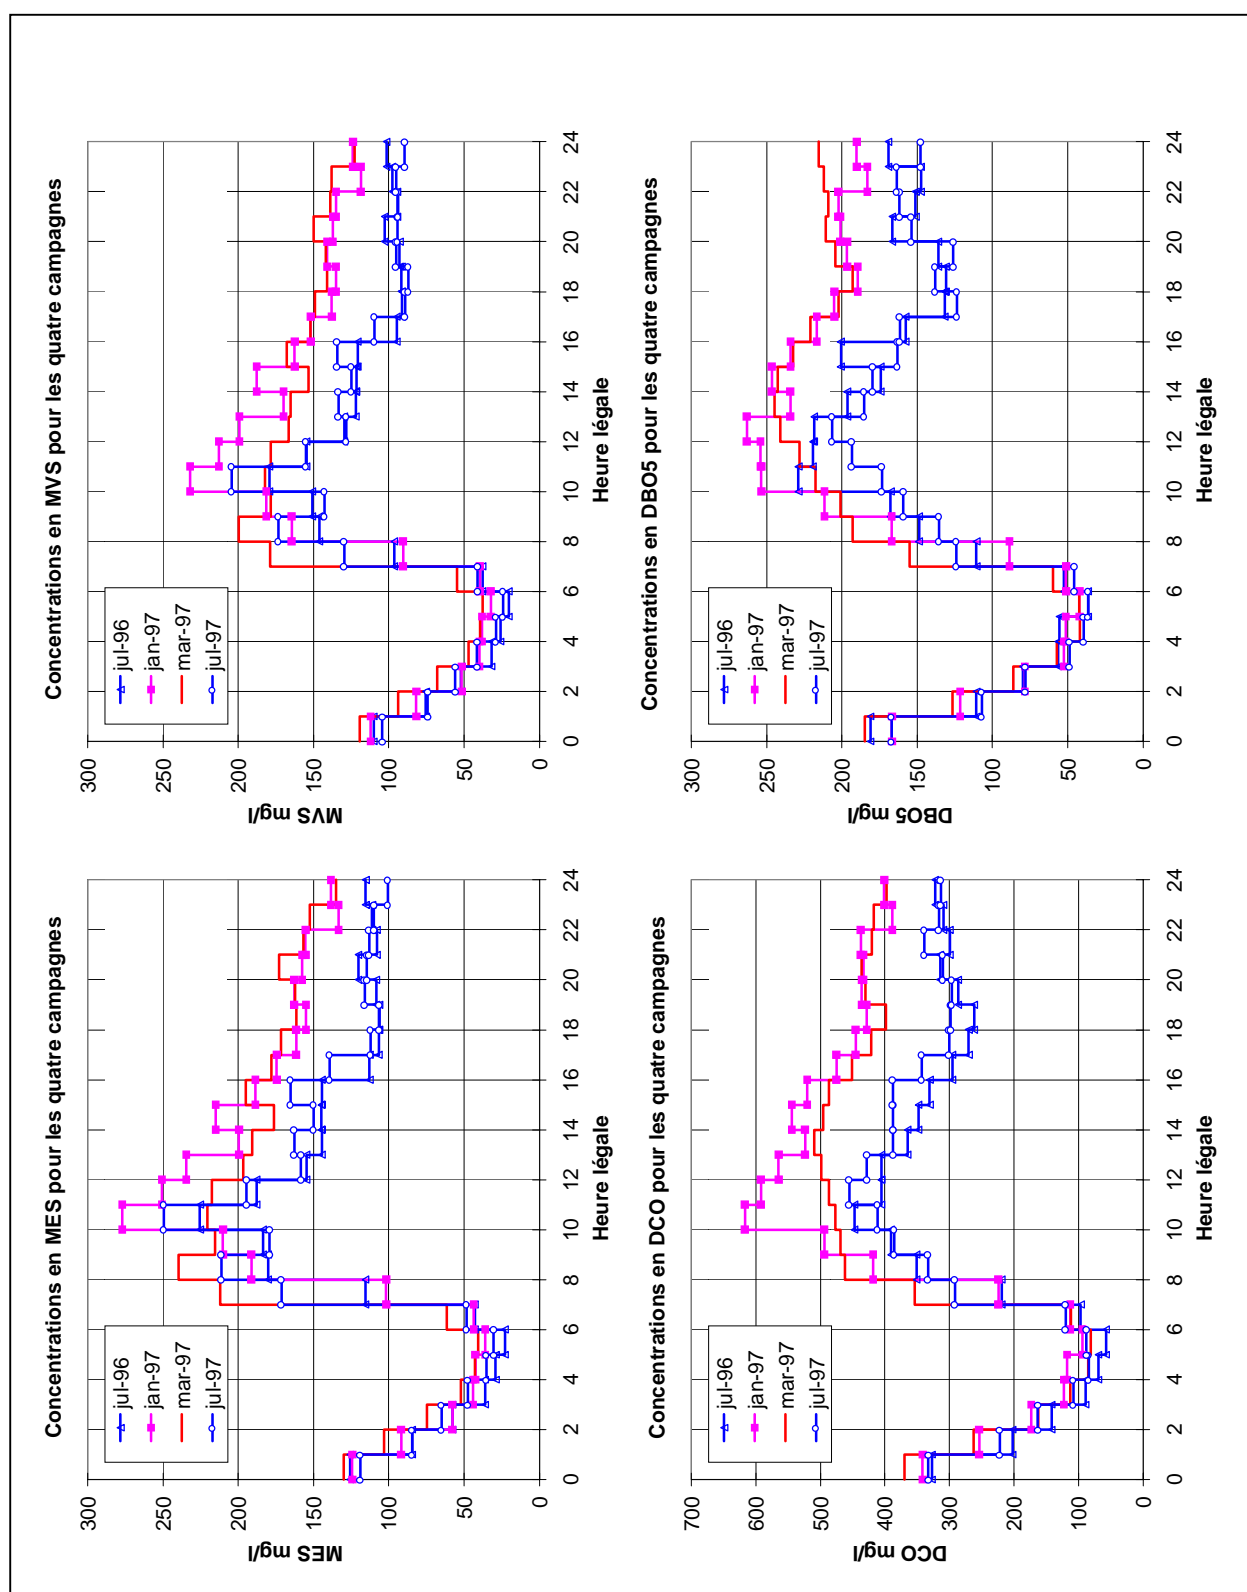 Concentrations en MES pour les quatre campagnes
MES mg/l
300
250
200
150
100
50
0
jul-96
jan-97
mar-97
jul-97
0
2
4
6
8
10
12
14
16
18
20
22
24
Heure légale
Concentrations en MVS pour les quatre campagnes
MVS mg/l
300
250
200
150
100
50
0
jul-96
jan-97
mar-97
jul-97
0
2
4
6
8
10
12
14
16
18
20
22
24
Heure légale
Concentrations en DCO pour les quatre campagnes
DCO mg/l
700
600
500
400
300
200
100
0
jul-96
jan-97
mar-97
jul-97
0
2
4
6
8
10
12
14
16
18
20
22
24
Heure légale
Concentrations en DBO5 pour les quatre campagnes
DBO5 mg/l
300
250
200
150
100
50
0
jul-96
jan-97
mar-97
jul-97
0
2
4
6
8
10
12
14
16
18
20
22
24
Heure légale